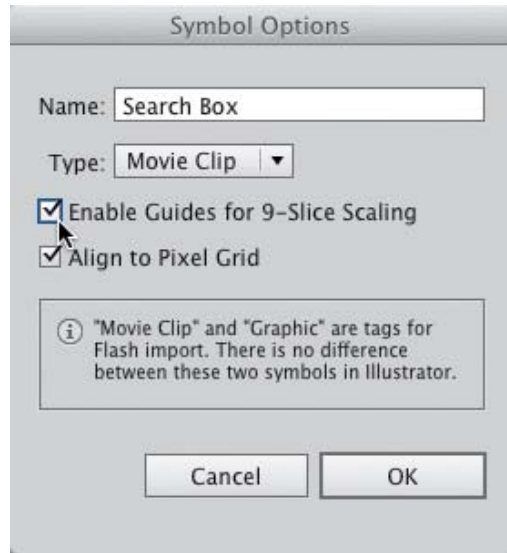 Symbol Options
Name: Search Box
Type: Movie Clip
Enable Guides for 9-Slice Scaling
Align to Pixel Grid
"Movie Clip" and "Graphic" are tags for
Flash import. There is no difference
between these two symbols in Illustrator.
Cancel OK